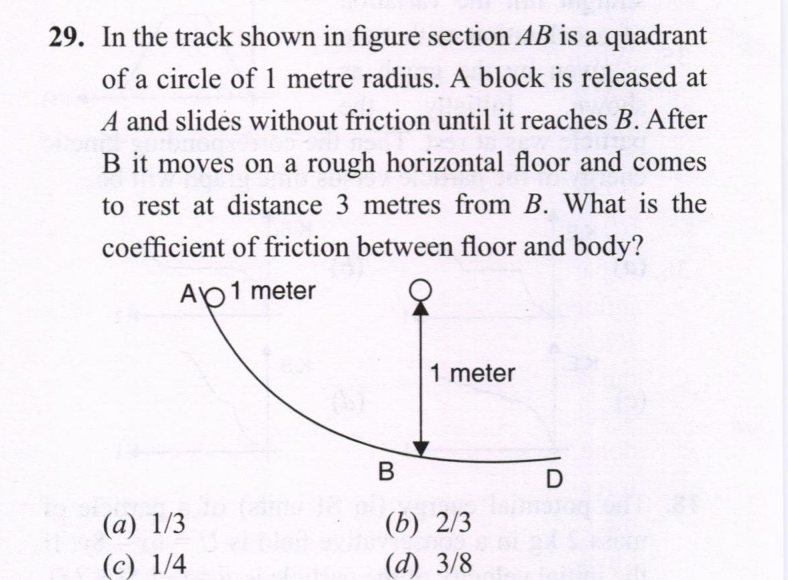 29. In the track shown in figure section AB is a quadrant
of a circle of 1 metre radius. A block is released at
A and slides without friction until it reaches B. After
B it moves on a rough horizontal floor and comes
to rest at distance 3 metres from B. What is the
coefficient of friction between floor and body?
A 1 meter
1 meter
B
D
(a) 1/3 (b) 2/3
(c) 1/4 (d) 3/8